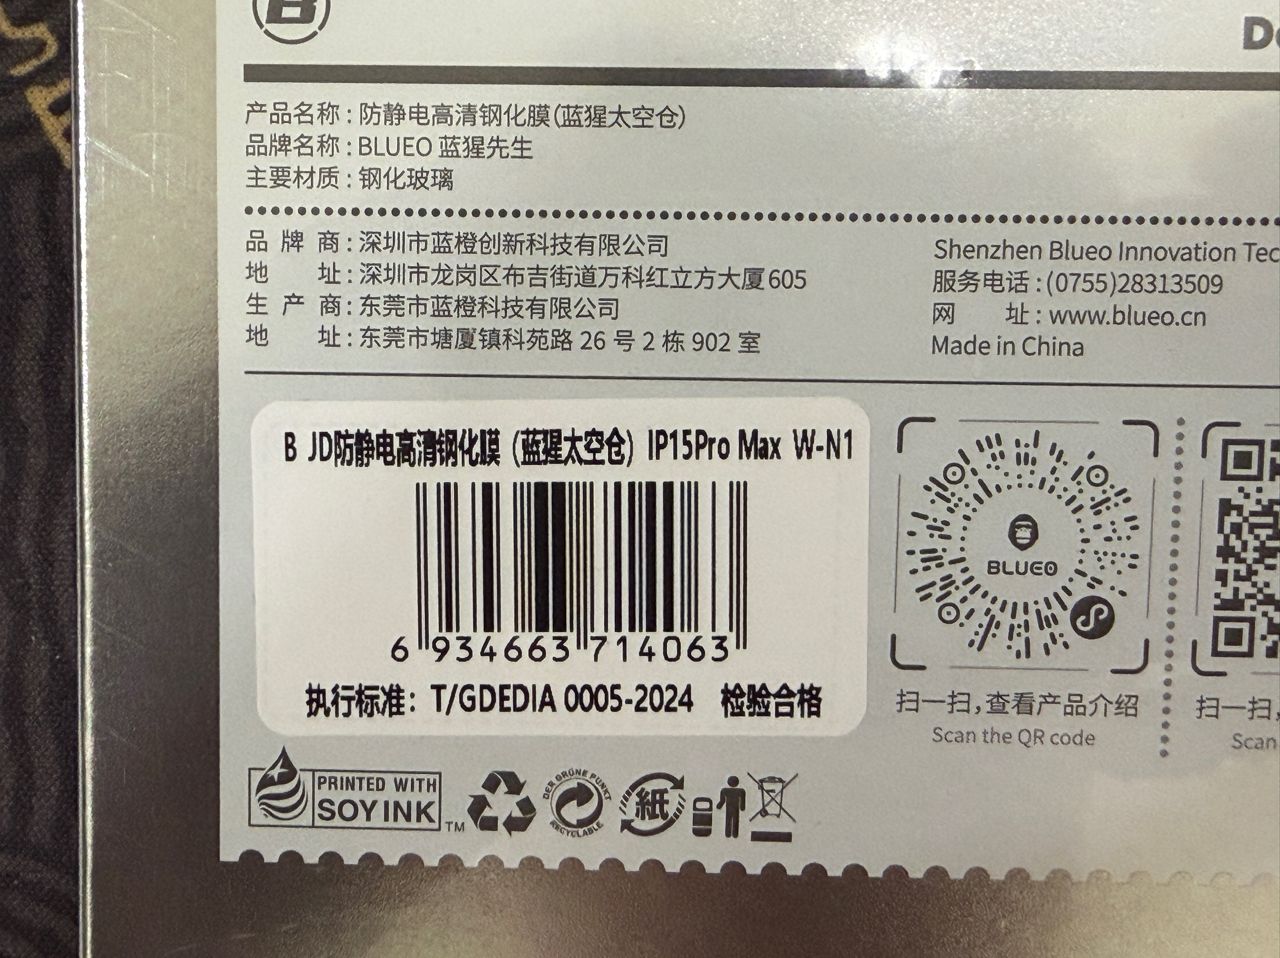 B
产品名称 : 防静电高清钢化膜(蓝猩太空仓)
品牌名称 : BLUEO 蓝猩先生
主要材质 : 钢化玻璃
品牌商 : 深圳市蓝橙创新科技有限公司
地址 : 深圳市龙岗区布吉街道万科红立方大厦605
生产商 : 东莞市蓝橙科技有限公司
地址 : 东莞市塘厦镇科苑路 26 号 2 栋 902 室
Shenzhen Blueo Innovation Tec
服务电话 : (0755)28313509
网址 : www.blueo.cn
Made in China
B JD防静电高清钢化膜（蓝猩太空仓）IP15Pro Max W-N1
6 934663 714063
执行标准：T/GDEDIA 0005-2024 检验合格
BLUEO
扫一扫,查看产品介绍
Scan the QR code
扫一扫,
Scan
PRINTED WITH
SOY INK TM
DER GRÜNE PUNKT
RECYCLABLE
紙